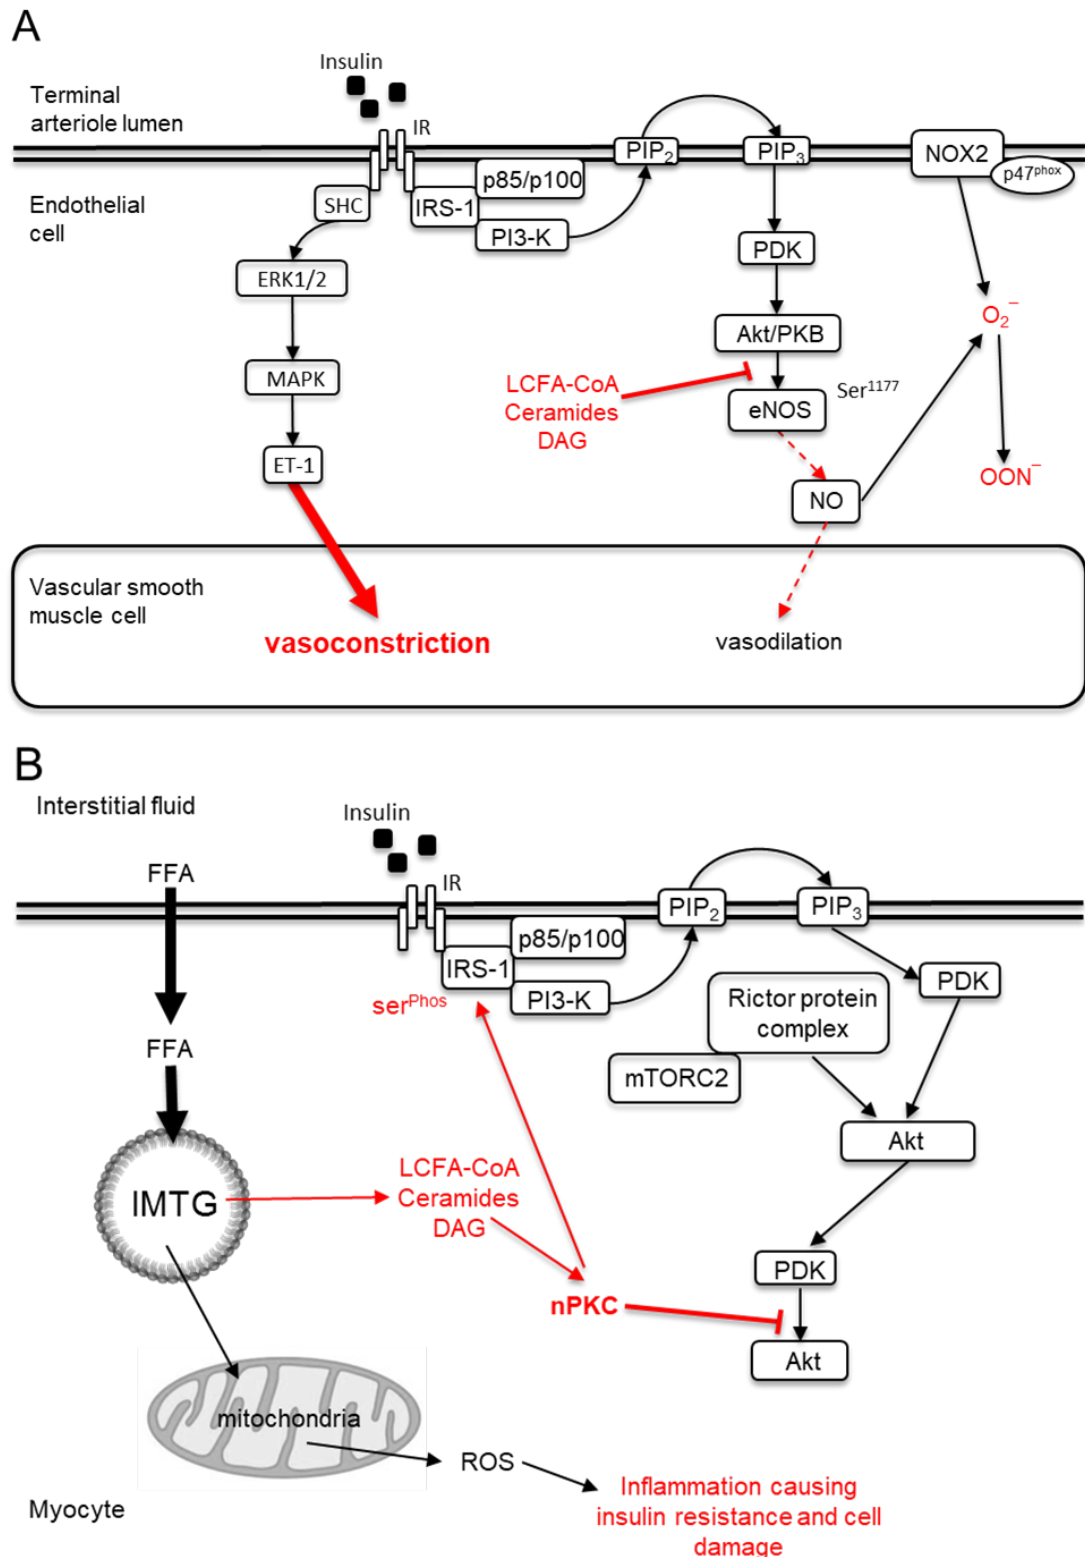 A
Insulin
Terminal
arteriole lumen
IR
PIP₂
PIP₃
NOX2
p47ᵖʰᵒˣ
p85/p100
Endothelial
cell
SHC
IRS-1
PI3-K
PDK
ERK1/2
O₂⁻
Akt/PKB
MAPK
LCFA-CoA
Ceramides
DAG
Ser¹¹⁷⁷
eNOS
ET-1
OON⁻
NO
Vascular smooth
muscle cell
vasoconstriction
vasodilation
B
Interstitial fluid
Insulin
FFA
IR
PIP₂
PIP₃
p85/p100
IRS-1
PDK
serᴾʰᵒˢ
PI3-K
Rictor protein
complex
FFA
mTORC2
Akt
LCFA-CoA
Ceramides
DAG
IMTG
PDK
nPKC
Akt
mitochondria
ROS
Inflammation causing
insulin resistance and cell
damage
Myocyte